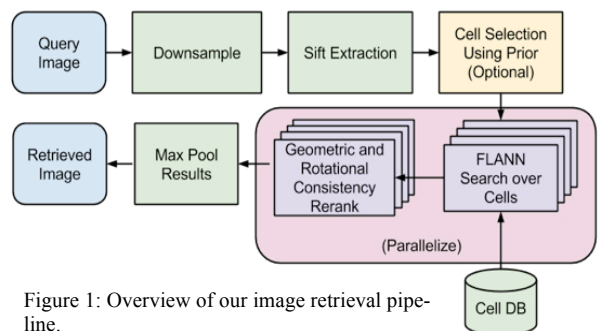 Query
Image
Downsample
Sift Extraction
Cell Selection
Using Prior
(Optional)
Retrieved
Image
Max Pool
Results
Geometric and
Rotational
Consistency
Rerank
FLANN
Search over
Cells
(Parallelize)
Cell DB
Figure 1: Overview of our image retrieval pipe-
line.